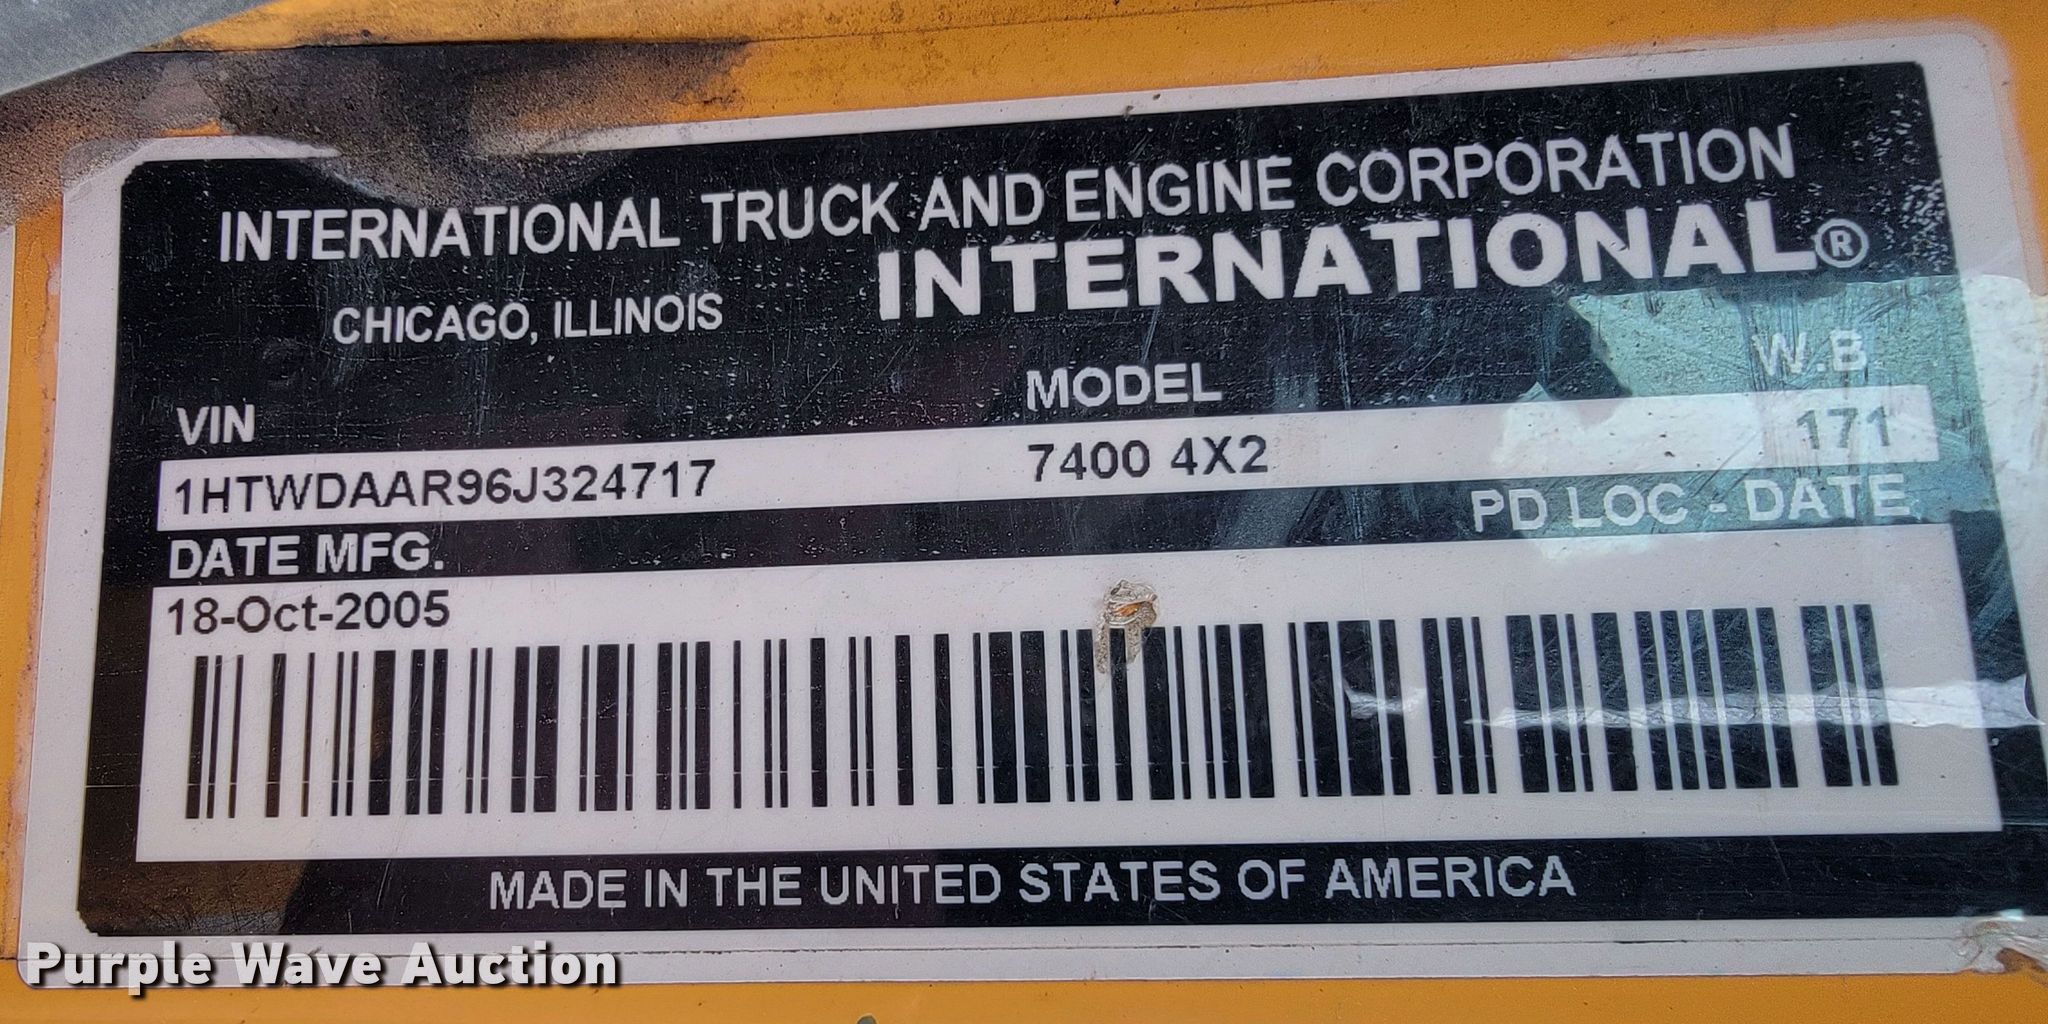 INTERNATIONAL TRUCK AND ENGINE CORPORATION
CHICAGO, ILLINOIS INTERNATIONAL®
VIN MODEL W.B.
1HTWDAAR96J324717 7400 4X2 171
DATE MFG. PD LOC - DATE
18-Oct-2005
MADE IN THE UNITED STATES OF AMERICA
Purple Wave Auction